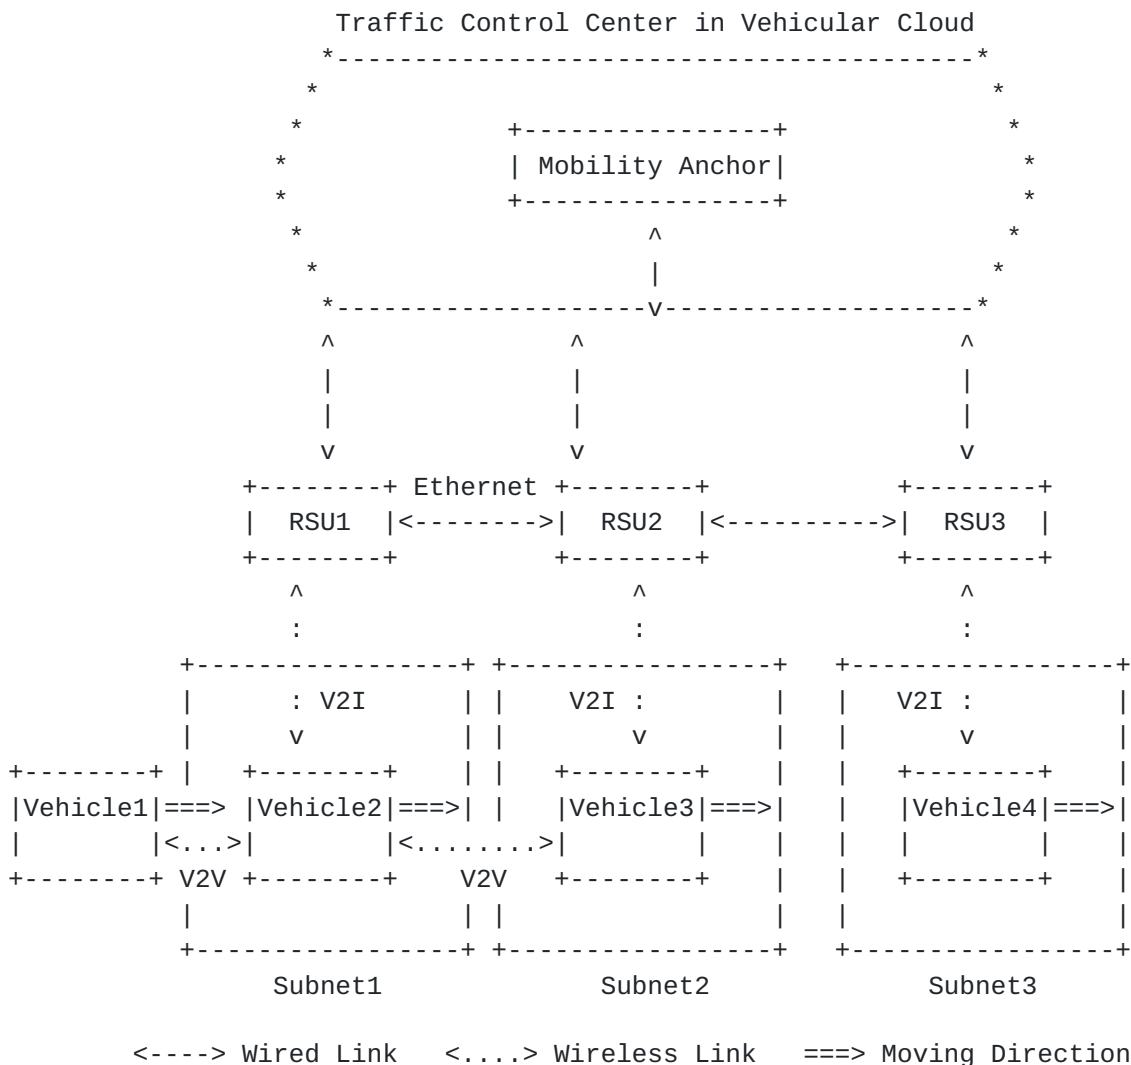 Traffic Control Center in Vehicular Cloud
Mobility Anchor
Ethernet
RSU1 RSU2 RSU3
V2I V2I V2I
Vehicle1 Vehicle2 Vehicle3 Vehicle4
V2V V2V
Subnet1 Subnet2 Subnet3
<----> Wired Link <....> Wireless Link ===> Moving Direction